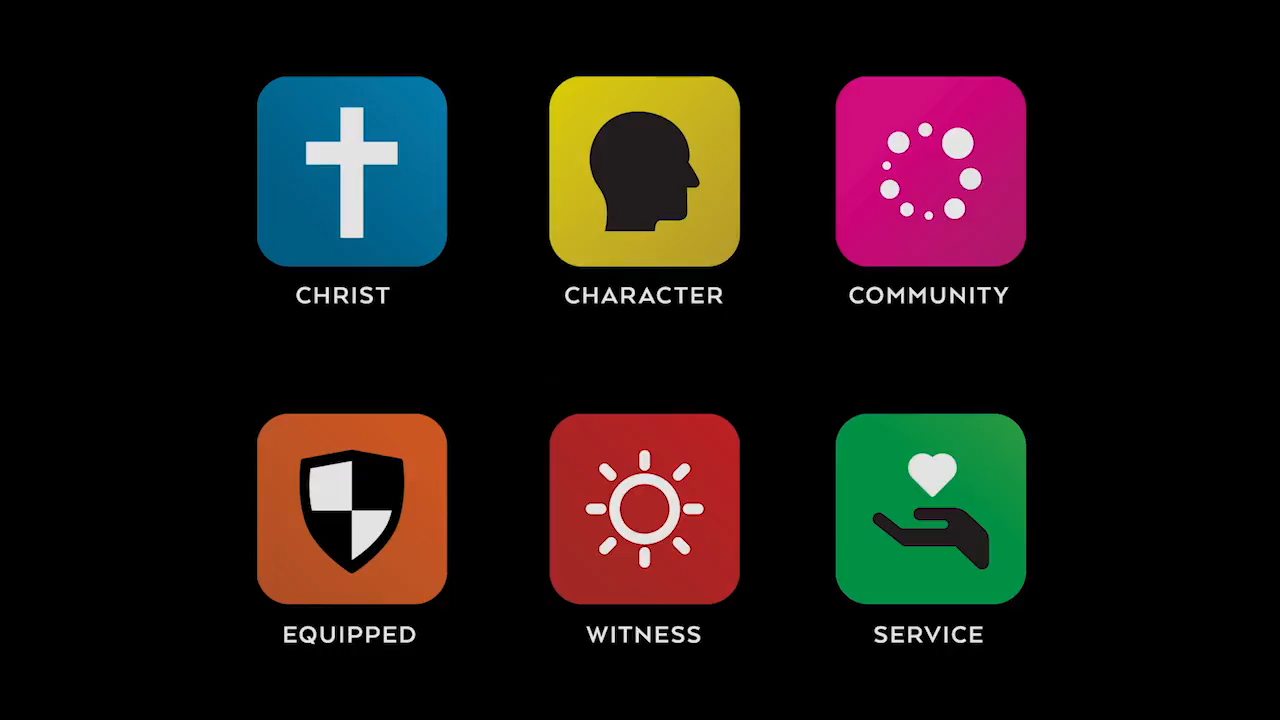 CHRIST
CHARACTER
COMMUNITY
EQUIPPED
WITNESS
SERVICE